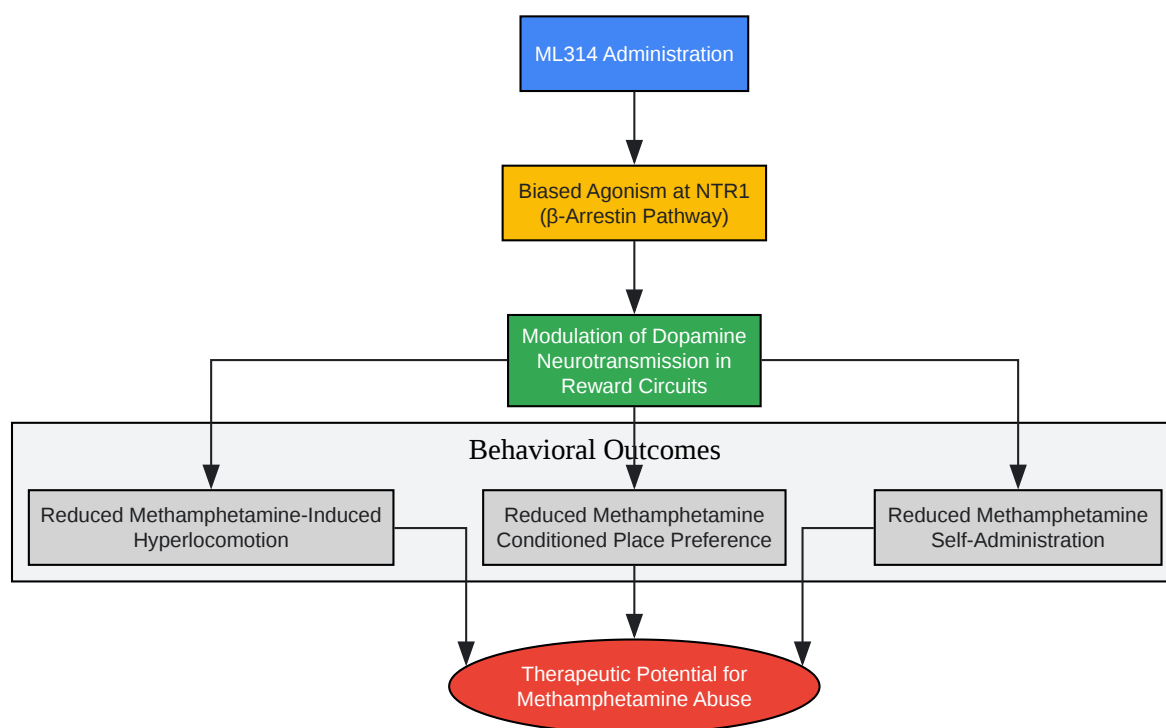 ML314 Administration
Biased Agonism at NTR1
(β-Arrestin Pathway)
Modulation of Dopamine
Neurotransmission in
Reward Circuits
Behavioral Outcomes
Reduced Methamphetamine-Induced
Hyperlocomotion
Reduced Methamphetamine
Conditioned Place Preference
Reduced Methamphetamine
Self-Administration
Therapeutic Potential for
Methamphetamine Abuse